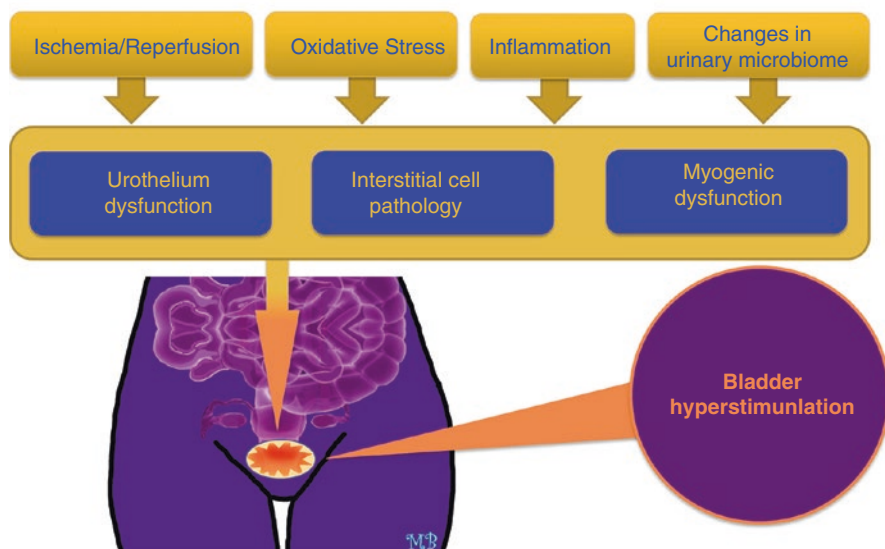 Ischemia/Reperfusion
Oxidative Stress
Inflammation
Changes in
urinary microbiome
Urothelium
dysfunction
Interstitial cell
pathology
Myogenic
dysfunction
Bladder
hyperstimunlation
MB